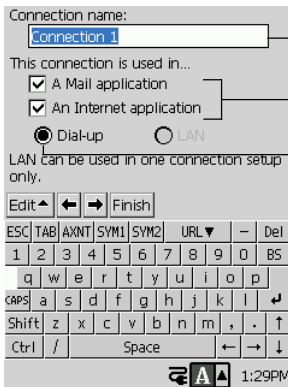 Connection name:
Connection 1
This connection is used in...
A Mail application
An Internet application
Dial-up LAN
LAN can be used in one connection setup
only.
Edit Finish
ESC TAB AXNT SYM1 SYM2 URL▼ - Del
1 2 3 4 5 6 7 8 9 0 BS
q w e r t y u i o p
CAPS a s d f g h j k l ↵
Shift z x c v b n m , . ↑
Ctrl / Space ← → ↓
A 1:29PM